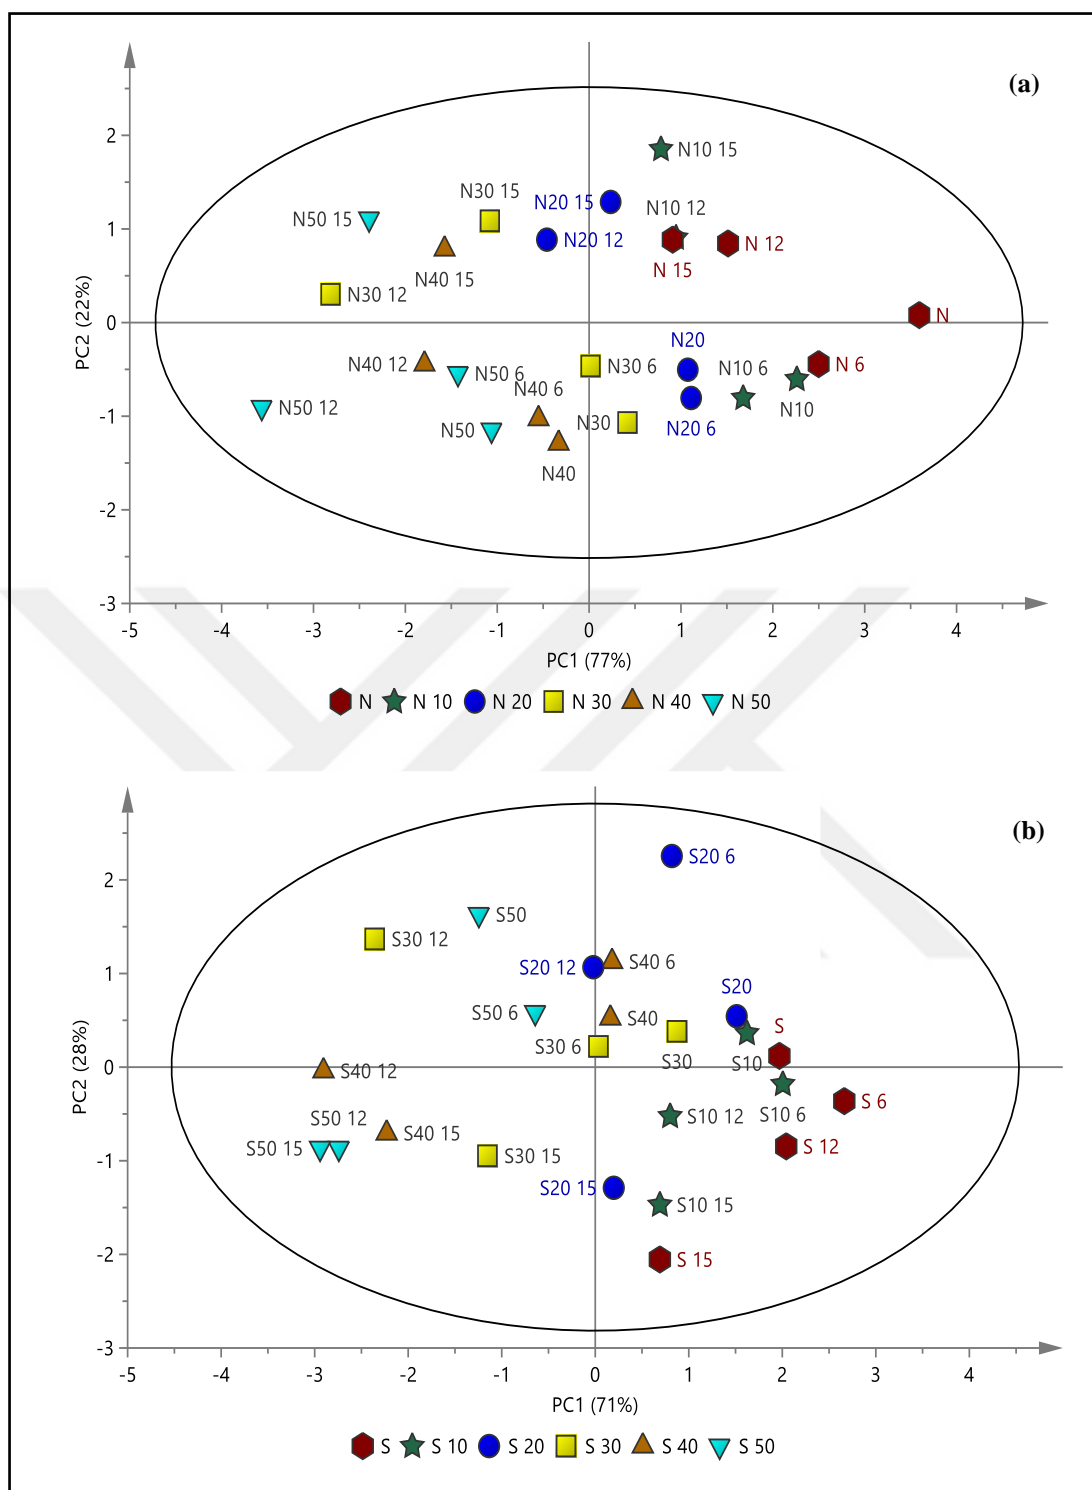 (a)
2
N10 15
N30 15
N20 15
N10 12
N50 15
1
N20 12
N 12
N40 15
N 15
N30 12
PC2 (22%)
0
N
N20
N40 12
N50 6
N30 6
N10 6
N 6
N40 6
N50 12
-1
N50
N30
N20 6
N10
N40
-2
-3
-5 -4 -3 -2 -1 0 1 2 3 4
PC1 (77%)
N N 10 N 20 N 30 N 40 N 50
(b)
S20 6
2
S50
S30 12
S20 12
S40 6
1
S20
S50 6
S40
S
S30 6
S30
S10
PC2 (28%)
0
S40 12
S 6
S50 12
S10 12
S10 6
S40 15
S50 15
S 12
-1
S30 15
S20 15
S10 15
-2
S 15
-3
-5 -4 -3 -2 -1 0 1 2 3 4
PC1 (71%)
S S 10 S 20 S 30 S 40 S 50